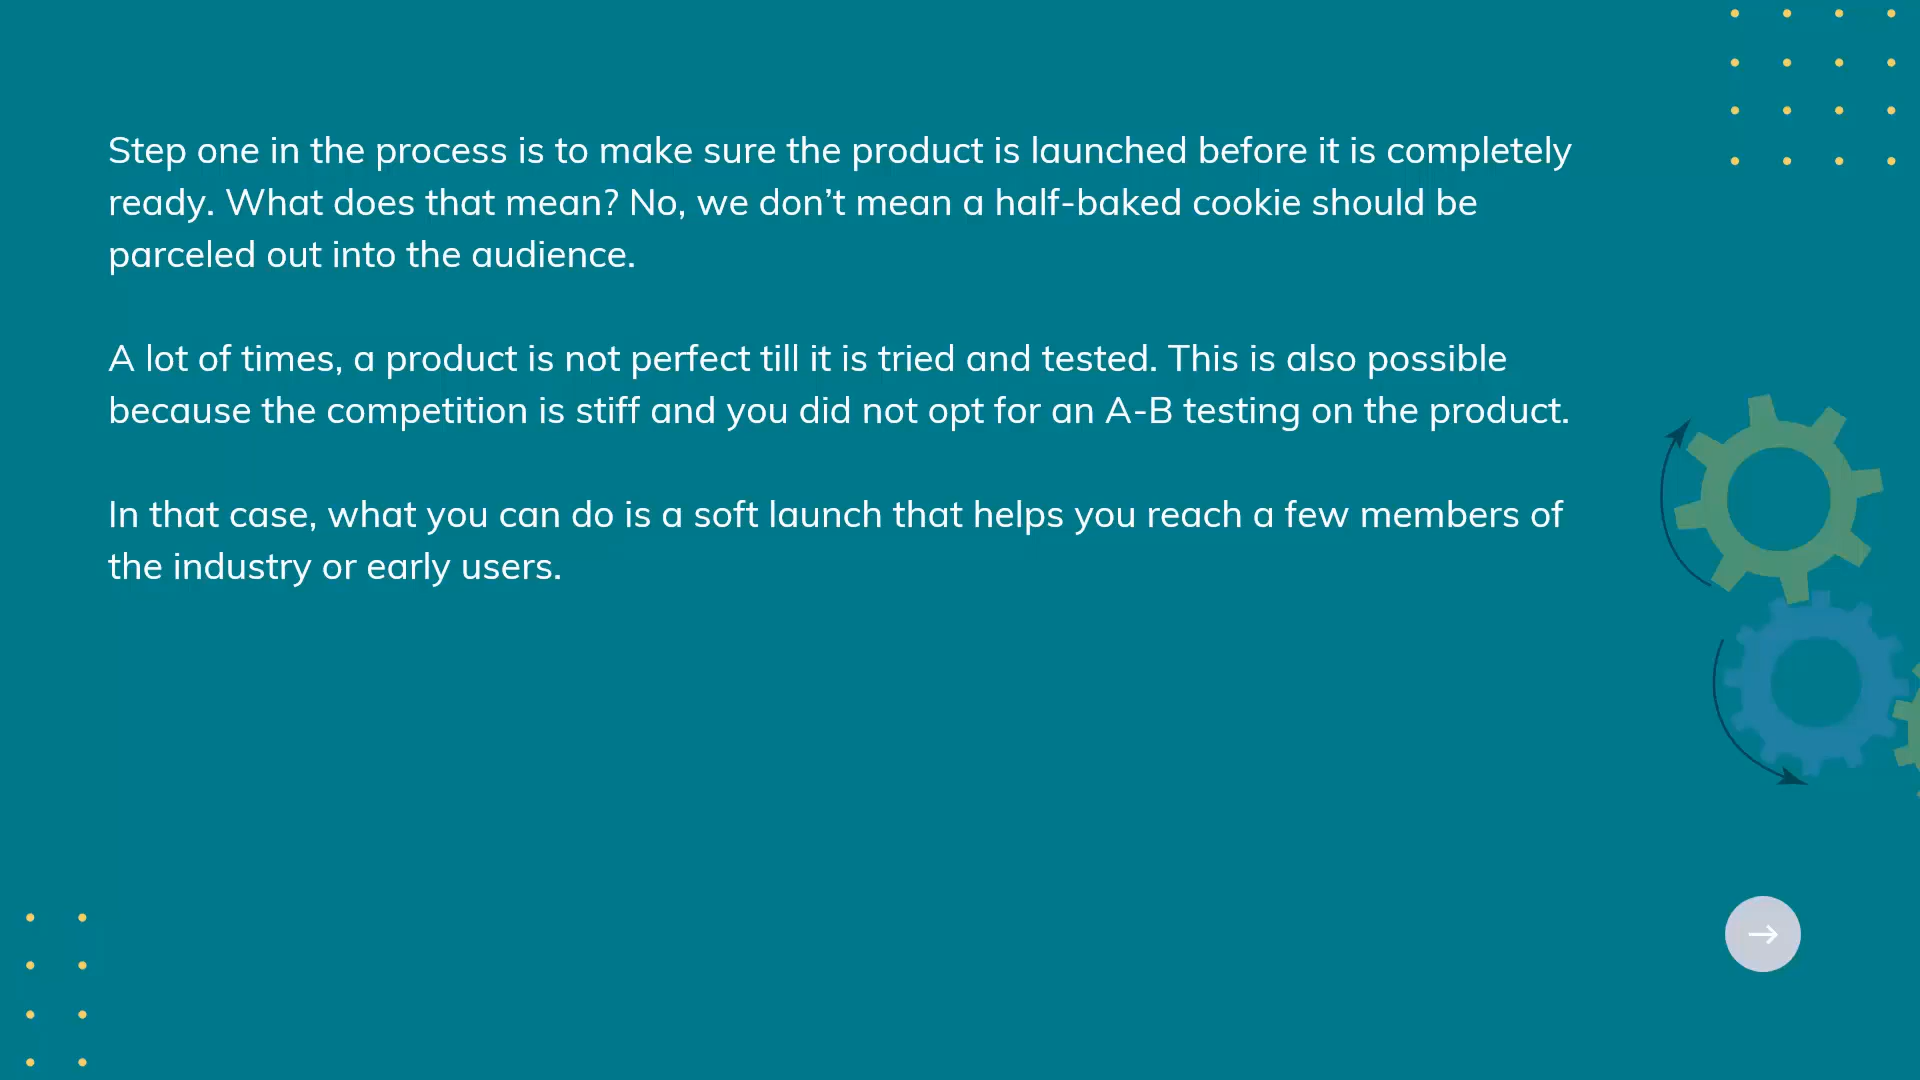 Step one in the process is to make sure the product is launched before it is completely
ready. What does that mean? No, we don’t mean a half-baked cookie should be
parceled out into the audience.
A lot of times, a product is not perfect till it is tried and tested. This is also possible
because the competition is stiff and you did not opt for an A-B testing on the product.
In that case, what you can do is a soft launch that helps you reach a few members of
the industry or early users.